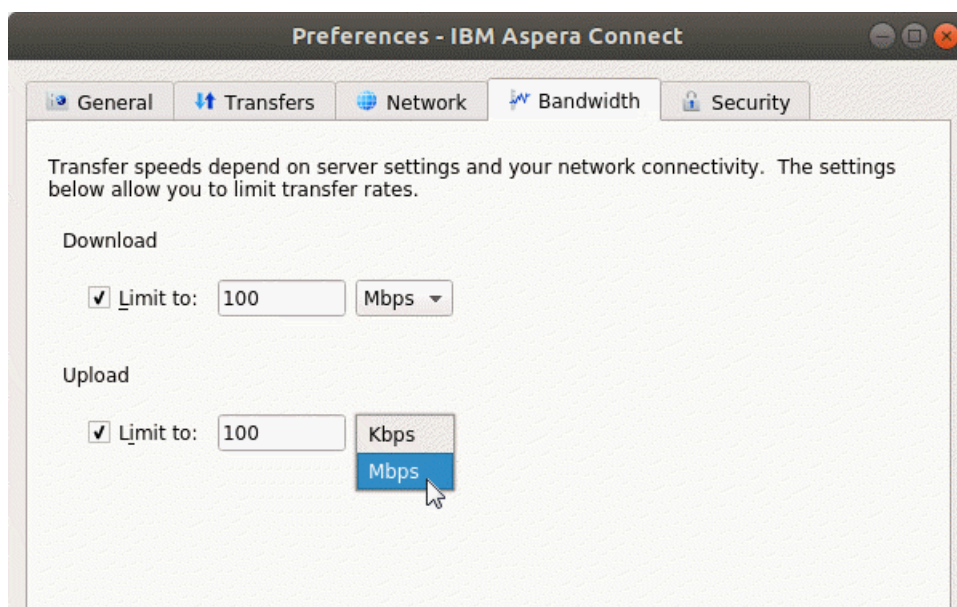 Preferences - IBM Aspera Connect
General Transfers Network Bandwidth Security
Transfer speeds depend on server settings and your network connectivity. The settings
below allow you to limit transfer rates.
Download
Limit to: 100 Mbps
Upload
Limit to: 100 Kbps
Mbps